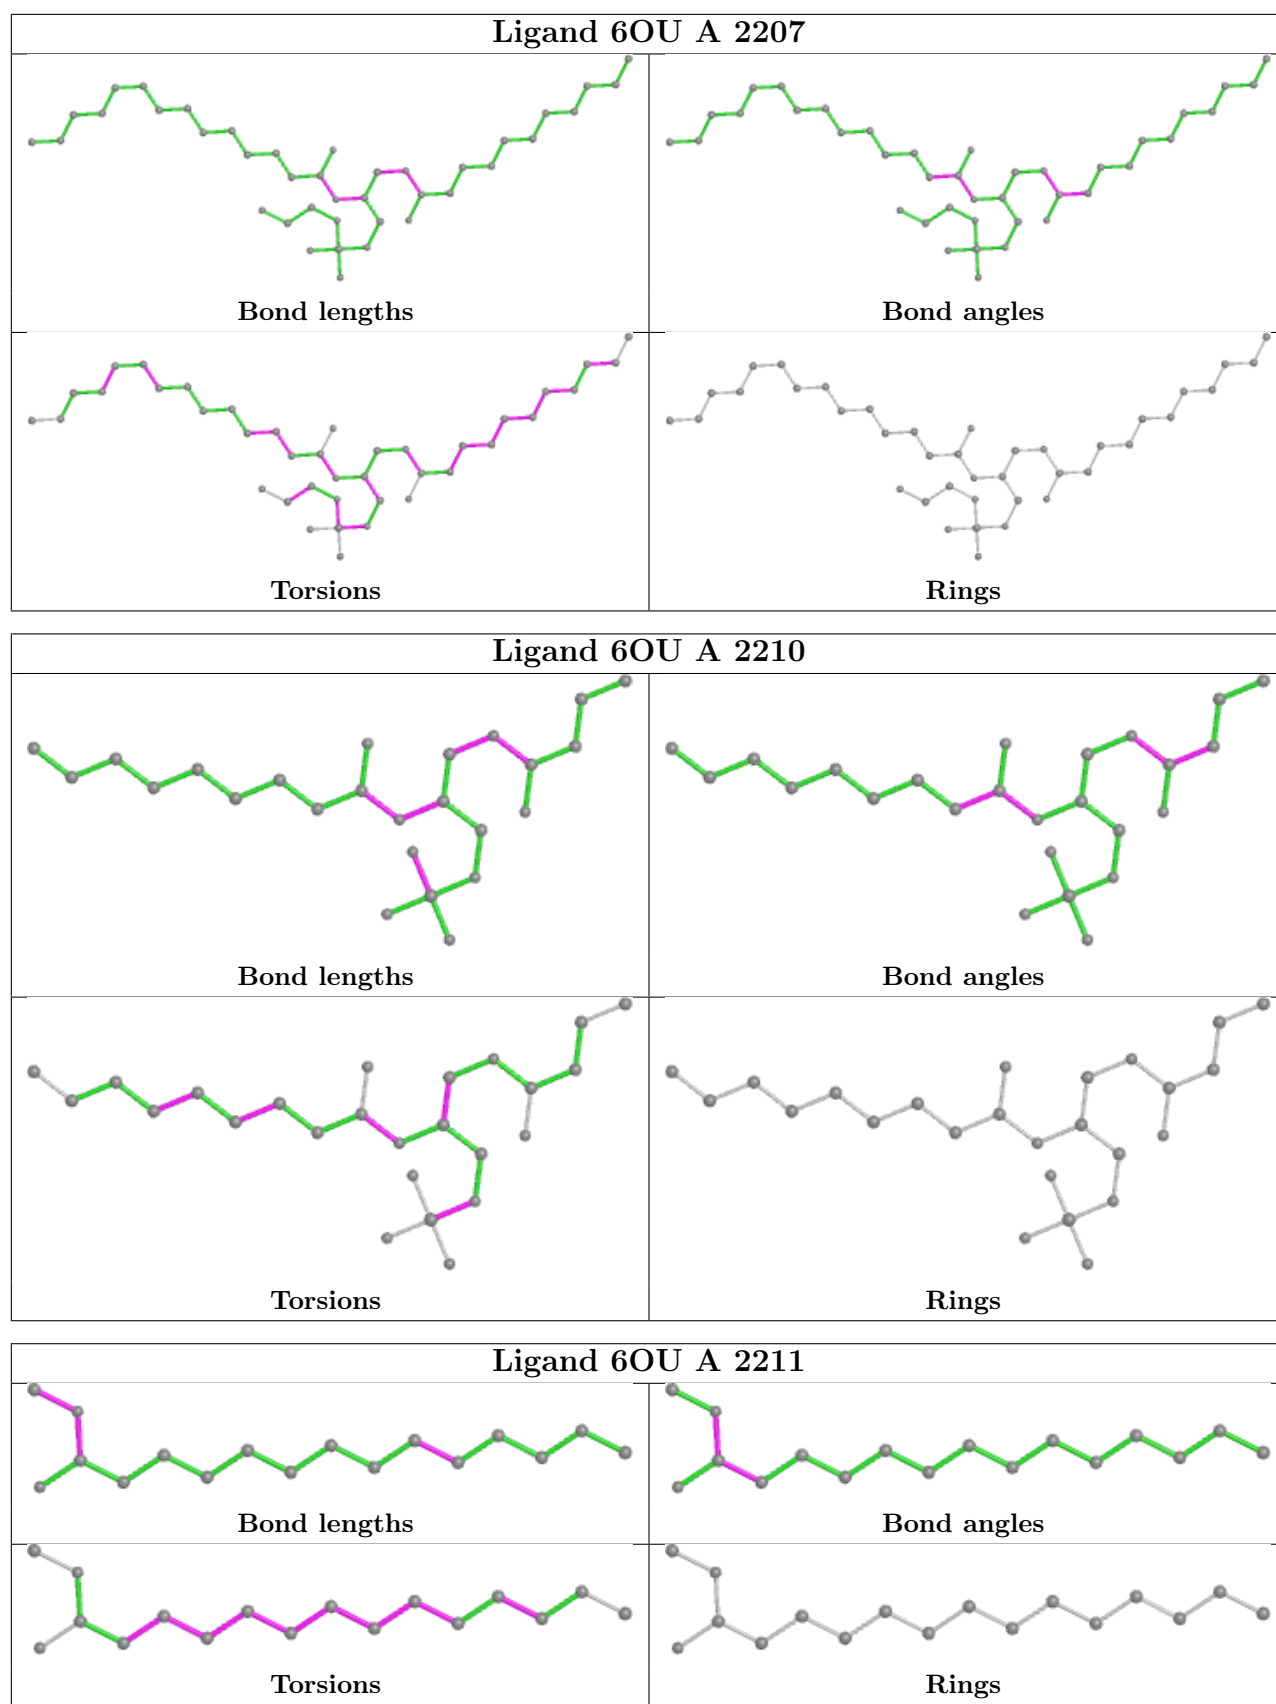 Ligand 6OU A 2207
Bond lengths
Bond angles
Torsions
Rings
Ligand 6OU A 2210
Bond lengths
Bond angles
Torsions
Rings
Ligand 6OU A 2211
Bond lengths
Bond angles
Torsions
Rings